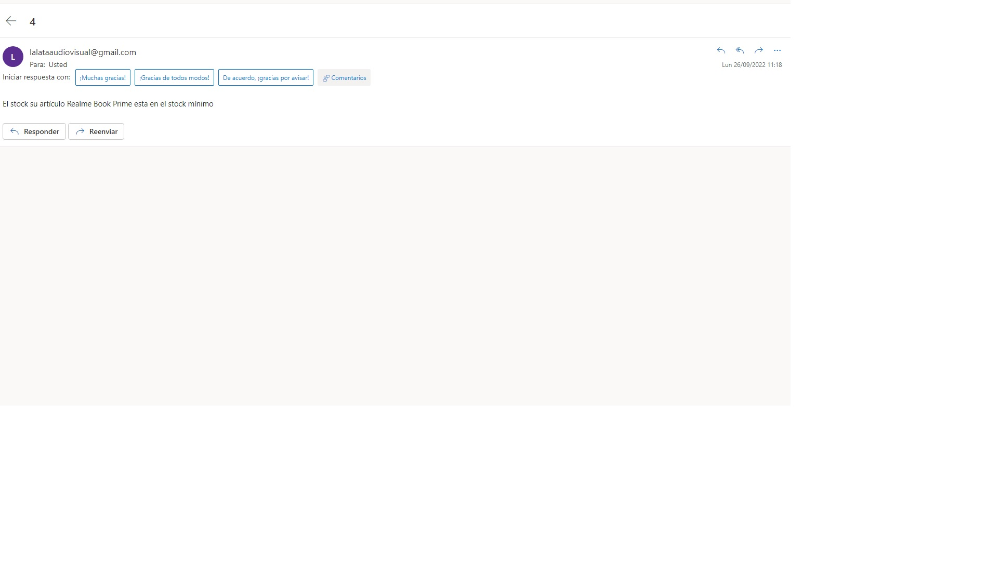 4
L
lalataaudiovisual@gmail.com
Para: Usted
Lun 26/09/2022 11:18
Iniciar respuesta con: ¡Muchas gracias! ¡Gracias de todos modos! De acuerdo, ¡gracias por avisar! Comentarios
El stock su artículo Realme Book Prime esta en el stock mínimo
Responder Reenviar